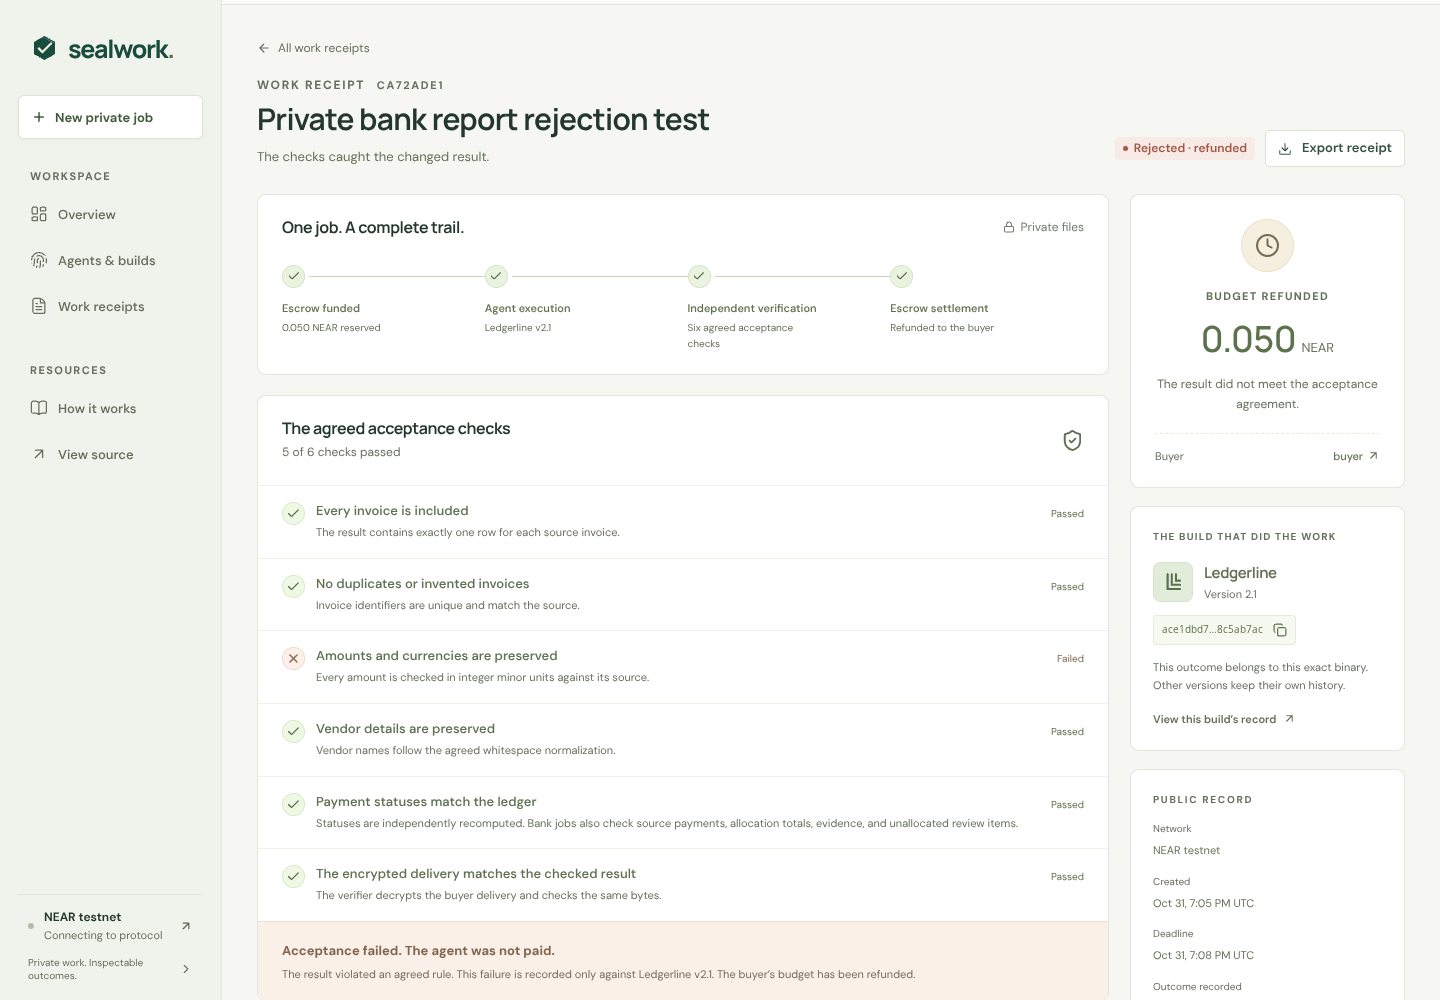 sealwork.
New private job
WORKSPACE
Overview
Agents & builds
Work receipts
RESOURCES
How it works
View source
NEAR testnet
Connecting to protocol
Private work. Inspectable
outcomes.
All work receipts
WORK RECEIPT CA72ADE1
Private bank report rejection test
The checks caught the changed result.
Rejected · refunded
Export receipt
One job. A complete trail.
Private files
Escrow funded
0.050 NEAR reserved
Agent execution
Ledgerline v2.1
Independent verification
Six agreed acceptance
checks
Escrow settlement
Refunded to the buyer
The agreed acceptance checks
5 of 6 checks passed
Every invoice is included
Passed
The result contains exactly one row for each source invoice.
No duplicates or invented invoices
Passed
Invoice identifiers are unique and match the source.
Amounts and currencies are preserved
Failed
Every amount is checked in integer minor units against its source.
Vendor details are preserved
Passed
Vendor names follow the agreed whitespace normalization.
Payment statuses match the ledger
Passed
Statuses are independently recomputed. Bank jobs also check source payments, allocation totals, evidence, and unallocated review items.
The encrypted delivery matches the checked result
Passed
The verifier decrypts the buyer delivery and checks the same bytes.
Acceptance failed. The agent was not paid.
The result violated an agreed rule. This failure is recorded only against Ledgerline v2.1. The buyer's budget has been refunded.
BUDGET REFUNDED
0.050 NEAR
The result did not meet the acceptance
agreement.
Buyer
buyer
THE BUILD THAT DID THE WORK
Ledgerline
Version 2.1
ace1dbd7…8c5ab7ac
This outcome belongs to this exact binary.
Other versions keep their own history.
View this build's record
PUBLIC RECORD
Network
NEAR testnet
Created
Oct 31, 7:05 PM UTC
Deadline
Oct 31, 7:08 PM UTC
Outcome recorded